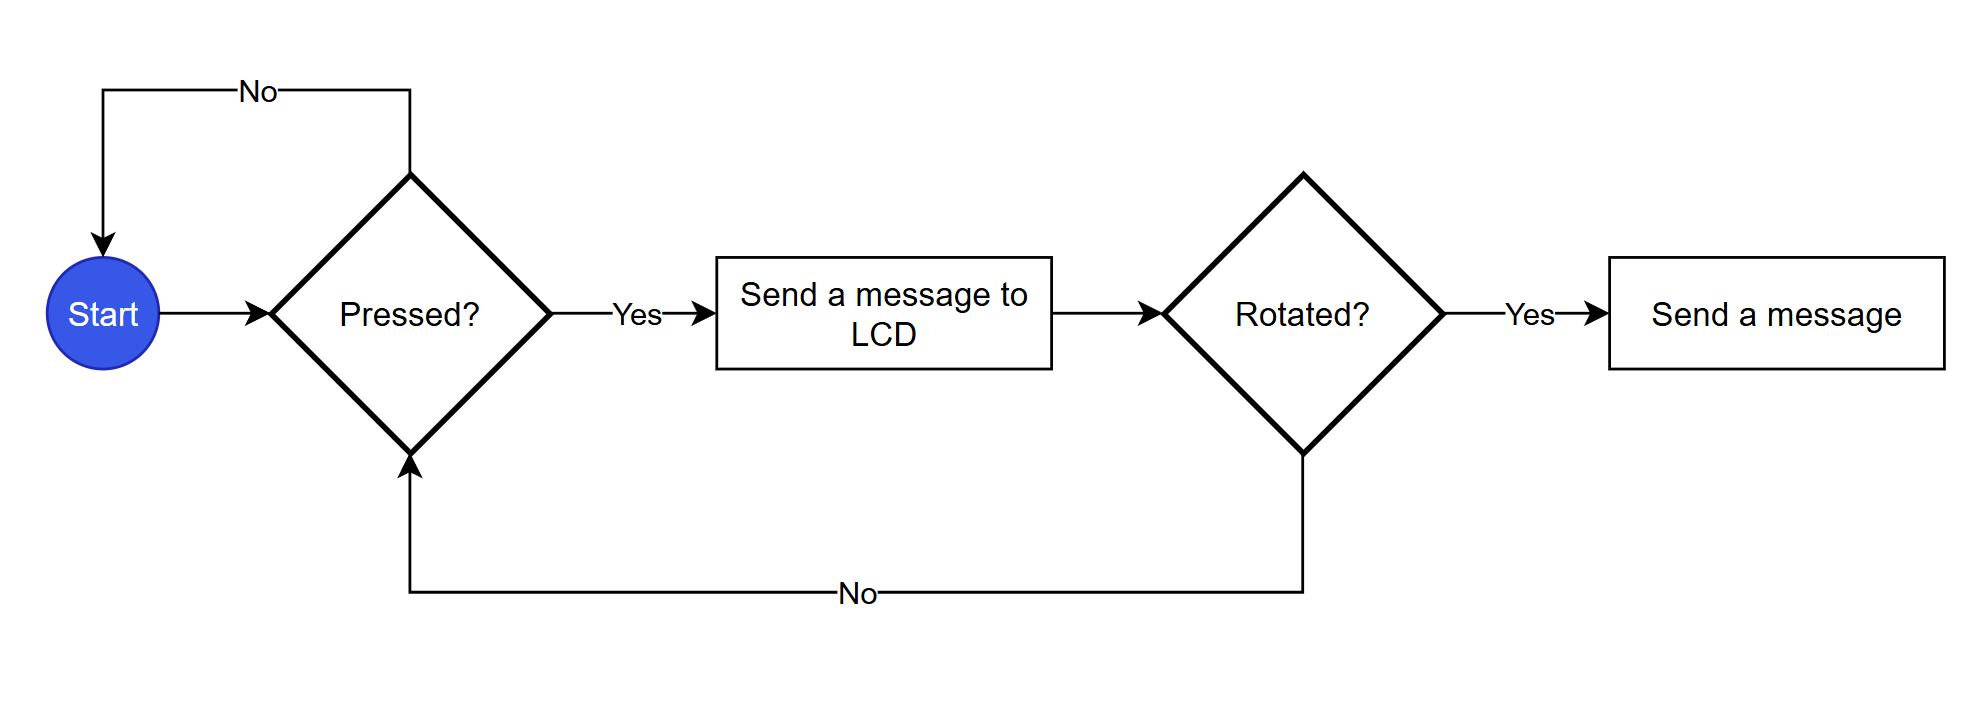 No
Start
Pressed?
Yes
Send a message to
LCD
Rotated?
Yes
Send a message
No